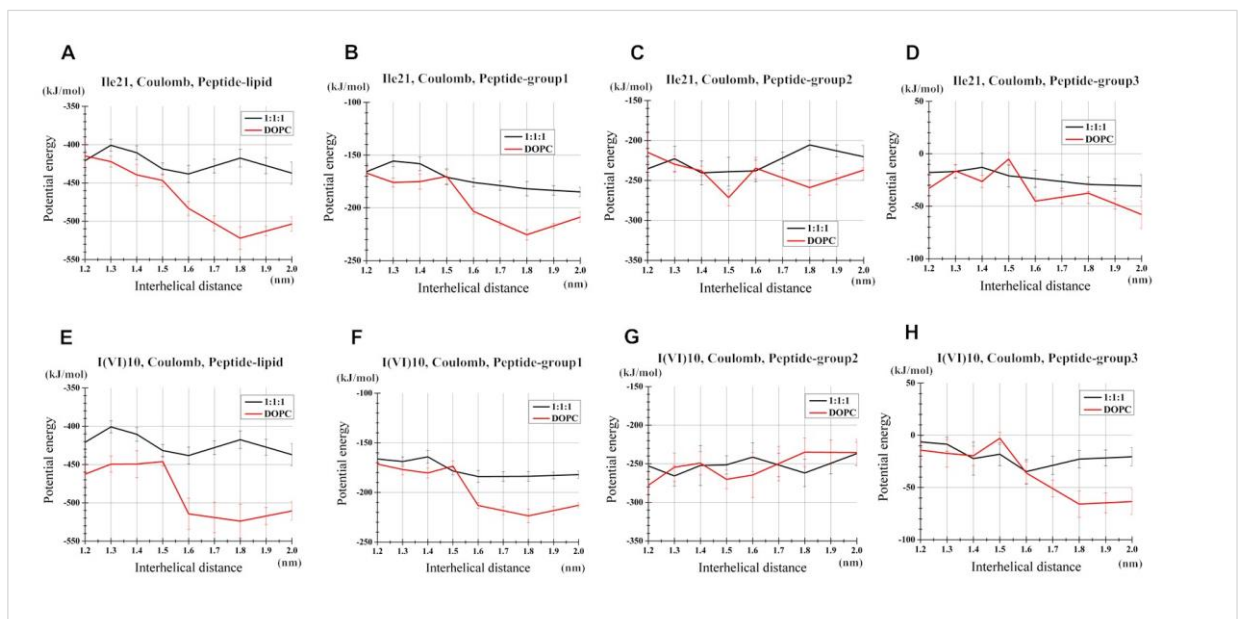 A
Ile21, Coulomb, Peptide-lipid
(kJ/mol)
Potential energy
-350
-400
-450
-500
-550
1:1:1
DOPC
1.2 1.3 1.4 1.5 1.6 1.7 1.8 1.9 2.0
Interhelical distance
(nm)
B
Ile21, Coulomb, Peptide-group1
(kJ/mol)
Potential energy
-100
-150
-200
-250
1:1:1
DOPC
1.2 1.3 1.4 1.5 1.6 1.7 1.8 1.9 2.0
Interhelical distance
(nm)
C
Ile21, Coulomb, Peptide-group2
(kJ/mol)
Potential energy
-150
-200
-250
-300
-350
1:1:1
DOPC
1.2 1.3 1.4 1.5 1.6 1.7 1.8 1.9 2.0
Interhelical distance
(nm)
D
Ile21, Coulomb, Peptide-group3
(kJ/mol)
Potential energy
50
0
-50
-100
1:1:1
DOPC
1.2 1.3 1.4 1.5 1.6 1.7 1.8 1.9 2.0
Interhelical distance
(nm)
E
I(VI)10, Coulomb, Peptide-lipid
(kJ/mol)
Potential energy
-350
-400
-450
-500
-550
1:1:1
DOPC
1.2 1.3 1.4 1.5 1.6 1.7 1.8 1.9 2.0
Interhelical distance
(nm)
F
I(VI)10, Coulomb, Peptide-group1
(kJ/mol)
Potential energy
-100
-150
-200
-250
1:1:1
DOPC
1.2 1.3 1.4 1.5 1.6 1.7 1.8 1.9 2.0
Interhelical distance
(nm)
G
I(VI)10, Coulomb, Peptide-group2
(kJ/mol)
Potential energy
-150
-200
-250
-300
-350
1:1:1
DOPC
1.2 1.3 1.4 1.5 1.6 1.7 1.8 1.9 2.0
Interhelical distance
(nm)
H
I(VI)10, Coulomb, Peptide-group3
(kJ/mol)
Potential energy
50
0
-50
-100
1:1:1
DOPC
1.2 1.3 1.4 1.5 1.6 1.7 1.8 1.9 2.0
Interhelical distance
(nm)